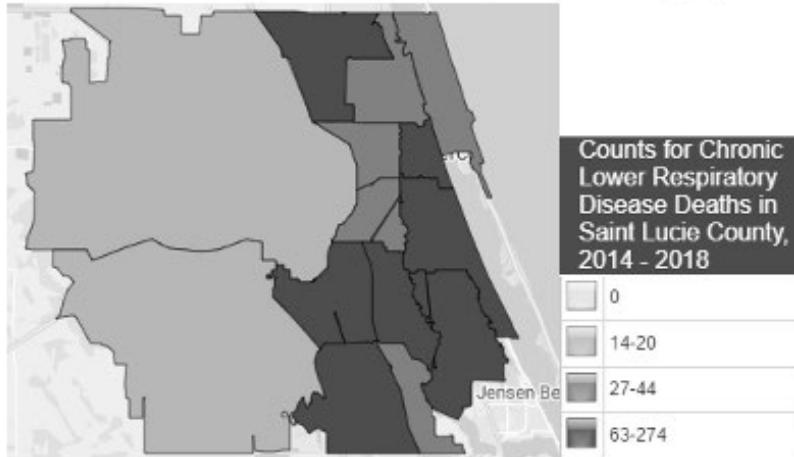 Counts for Chronic
Lower Respiratory
Disease Deaths in
Saint Lucie County,
2014 - 2018
0
14-20
27-44
63-274
Jensen Be